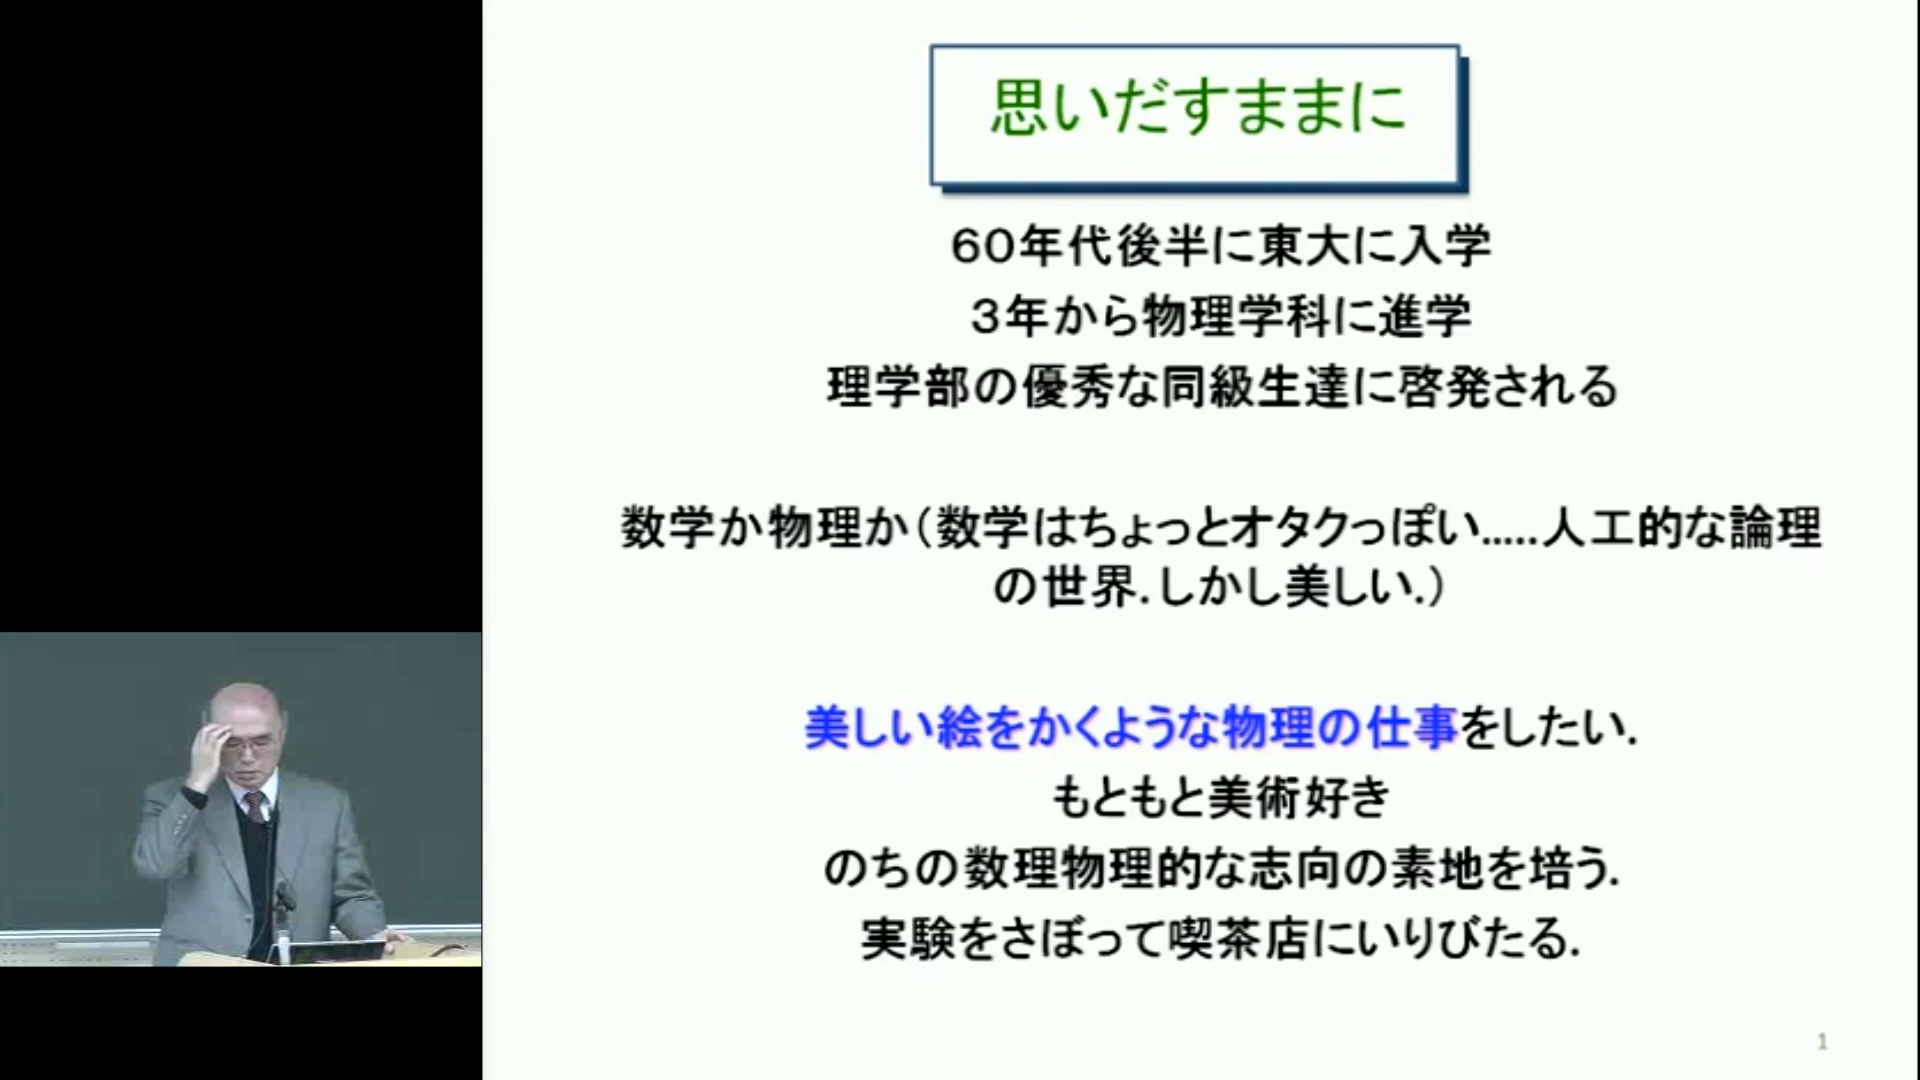 思いだすままに
６０年代後半に東大に入学
３年から物理学科に進学
理学部の優秀な同級生達に啓発される
数学か物理か（数学はちょっとオタクっぽい.....人工的な論理
の世界．しかし美しい．）
美しい絵をかくような物理の仕事をしたい．
もともと美術好き
のちの数理物理的な志向の素地を培う．
実験をさぼって喫茶店にいりびたる．
1